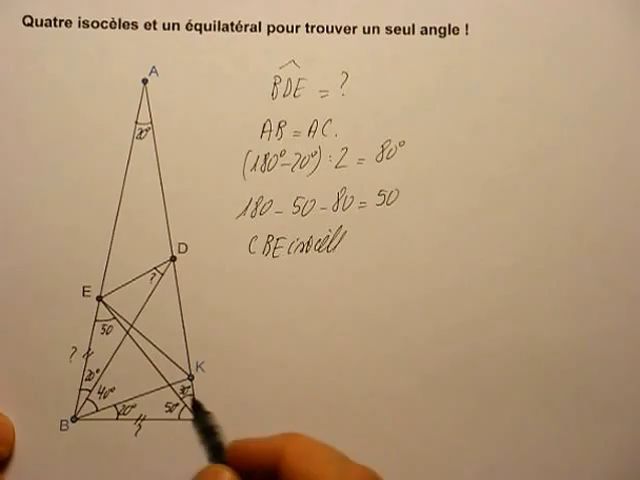 Quatre isocèles et un équilatéral pour trouver un seul angle !
A
BDE = ?
20°
AB = AC.
(180° - 20°) : 2 = 80°
180 - 50 - 80 = 50
CBE isocèle
D
?
E
50
?
K
20°
40°
30°
20°
50°
B